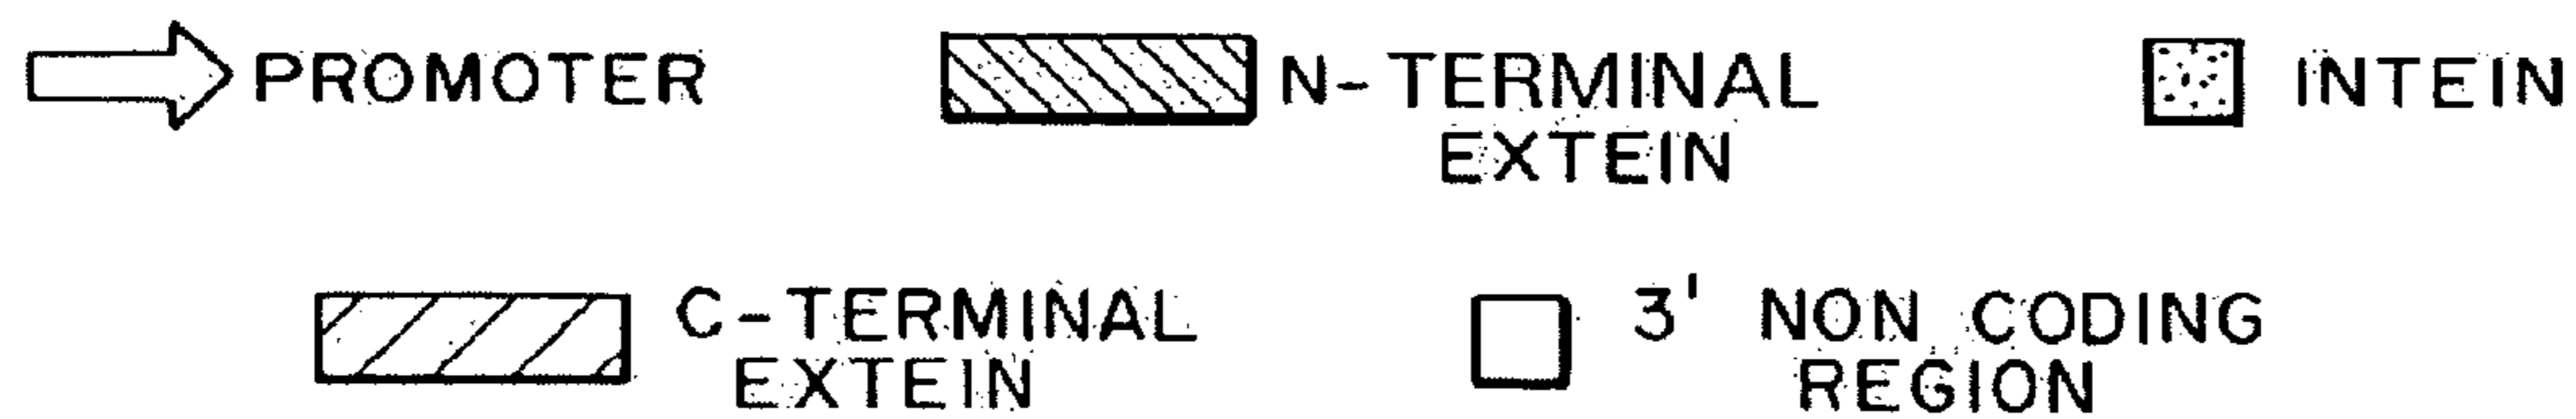 PROMOTER
N-TERMINAL
EXTEIN
INTEIN
C-TERMINAL
EXTEIN
3' NON CODING
REGION